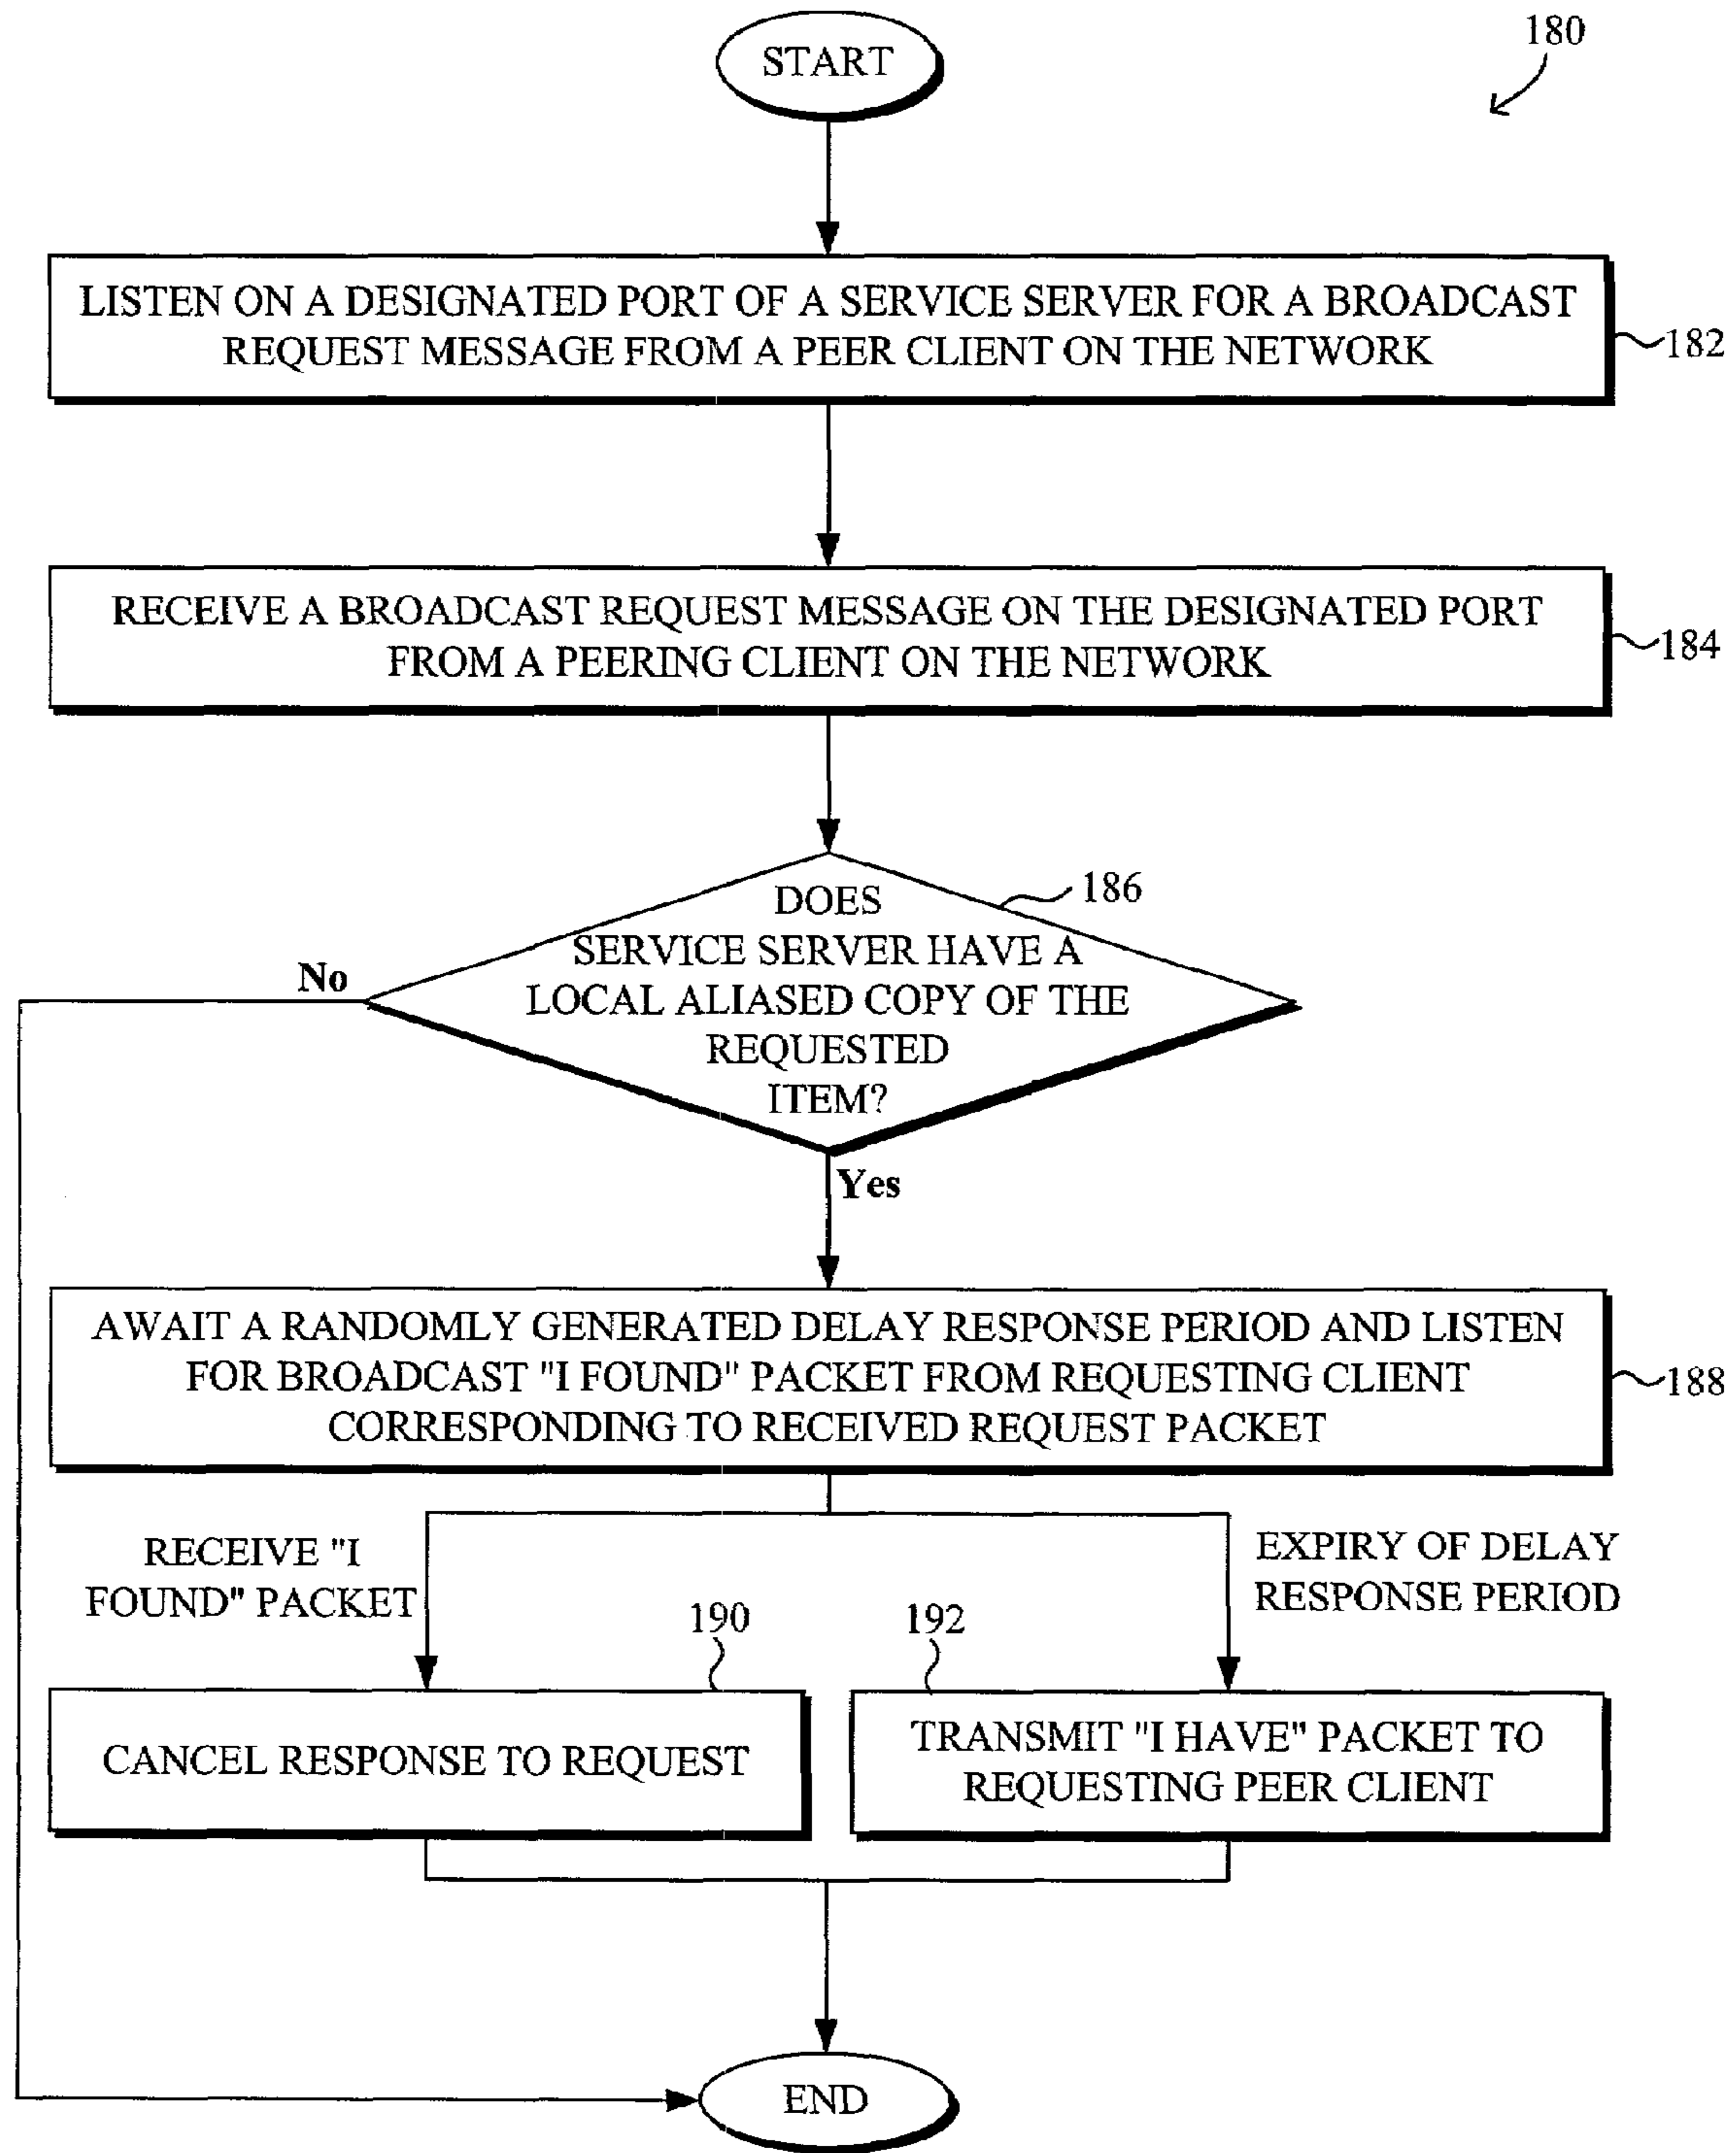 START
180
LISTEN ON A DESIGNATED PORT OF A SERVICE SERVER FOR A BROADCAST
REQUEST MESSAGE FROM A PEER CLIENT ON THE NETWORK
182
RECEIVE A BROADCAST REQUEST MESSAGE ON THE DESIGNATED PORT
FROM A PEERING CLIENT ON THE NETWORK
184
DOES
SERVICE SERVER HAVE A
LOCAL ALIASED COPY OF THE
REQUESTED
ITEM?
186
No
Yes
AWAIT A RANDOMLY GENERATED DELAY RESPONSE PERIOD AND LISTEN
FOR BROADCAST "I FOUND" PACKET FROM REQUESTING CLIENT
CORRESPONDING TO RECEIVED REQUEST PACKET
188
RECEIVE "I
FOUND" PACKET
EXPIRY OF DELAY
RESPONSE PERIOD
190
192
CANCEL RESPONSE TO REQUEST
TRANSMIT "I HAVE" PACKET TO
REQUESTING PEER CLIENT
END